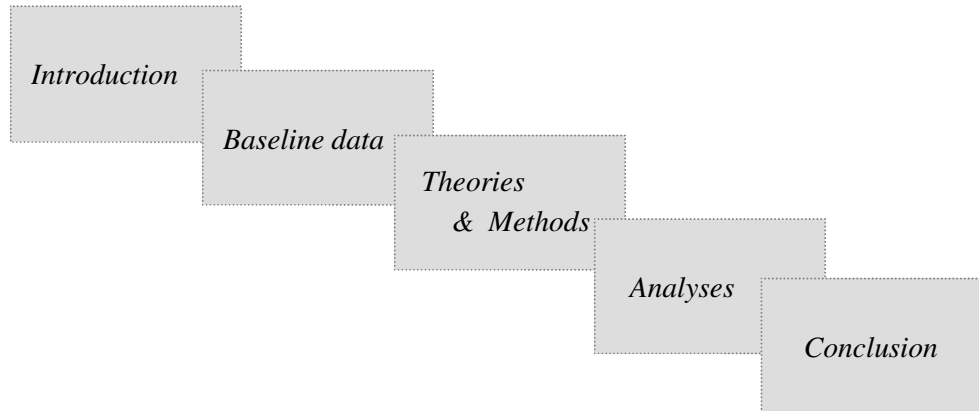 Introduction
Baseline data
Theories
& Methods
Analyses
Conclusion